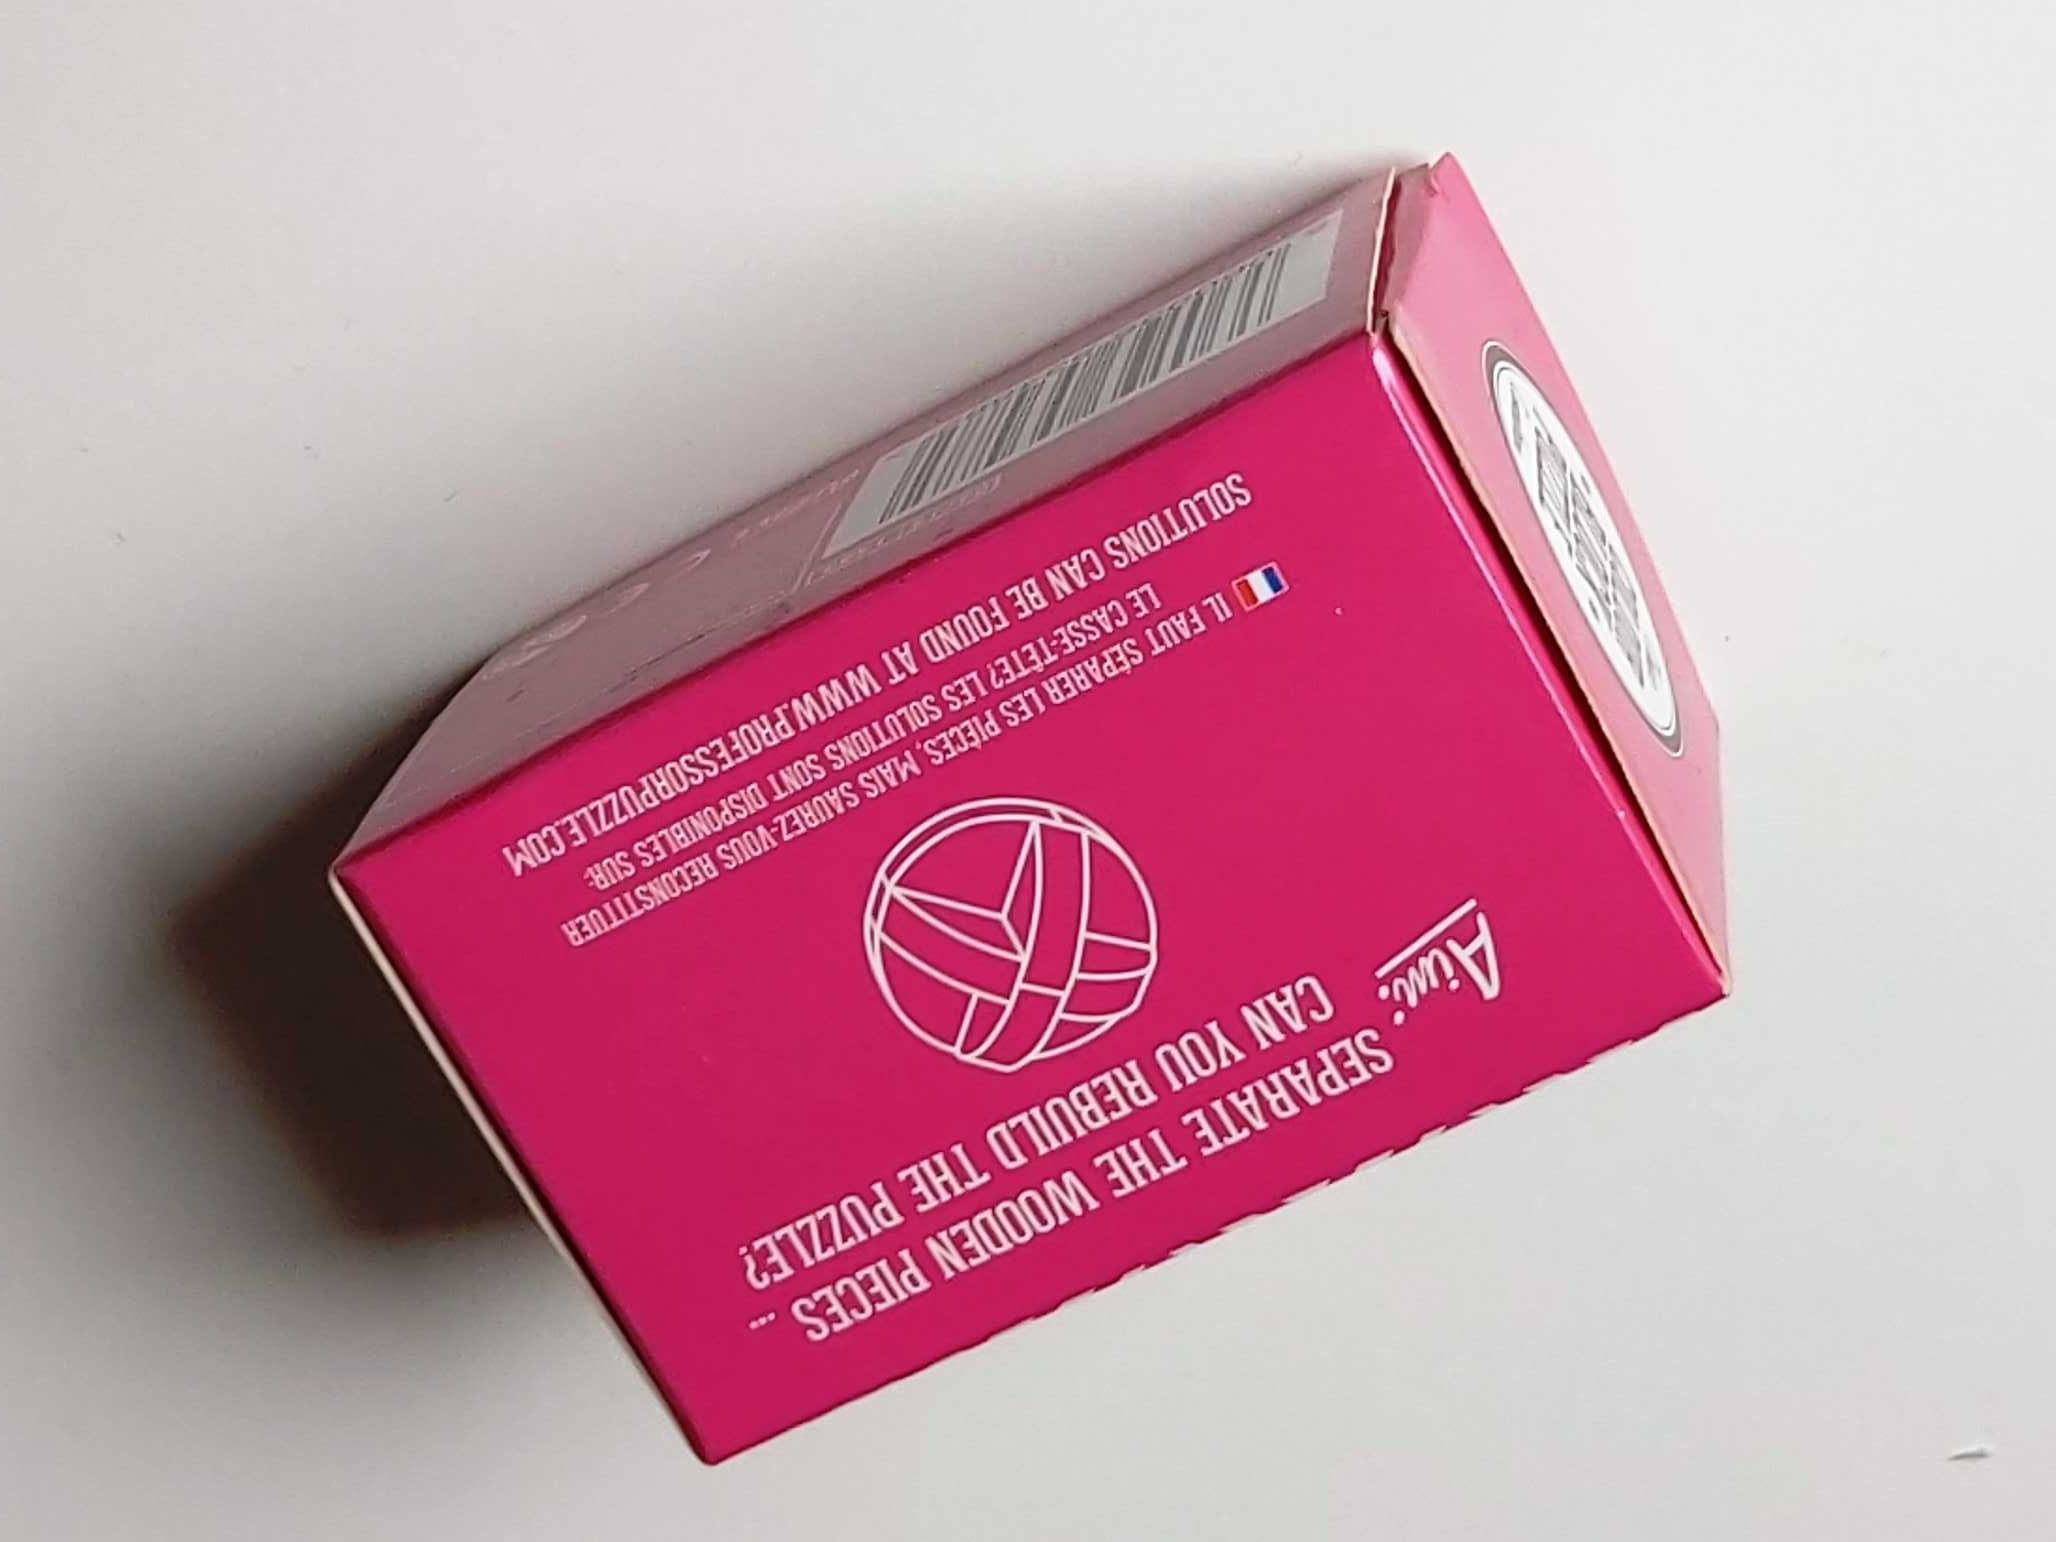 Aim:
SEPARATE THE WOODEN PIECES ...
CAN YOU REBUILD THE PUZZLE?
IL FAUT SÉPARER LES PIÈCES, MAIS SAUREZ-VOUS RECONSTITUER
LE CASSE-TÊTE? LES SOLUTIONS SONT DISPONIBLES SUR:
SOLUTIONS CAN BE FOUND AT WWW.PROFESSORPUZZLE.COM